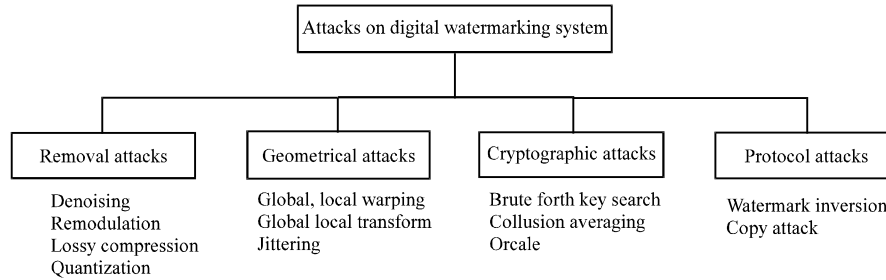 Attacks on digital watermarking system
Removal attacks
Denoising
Remodulation
Lossy compression
Quantization
Geometrical attacks
Global, local warping
Global local transform
Jittering
Cryptographic attacks
Brute forth key search
Collusion averaging
Orcale
Protocol attacks
Watermark inversion
Copy attack